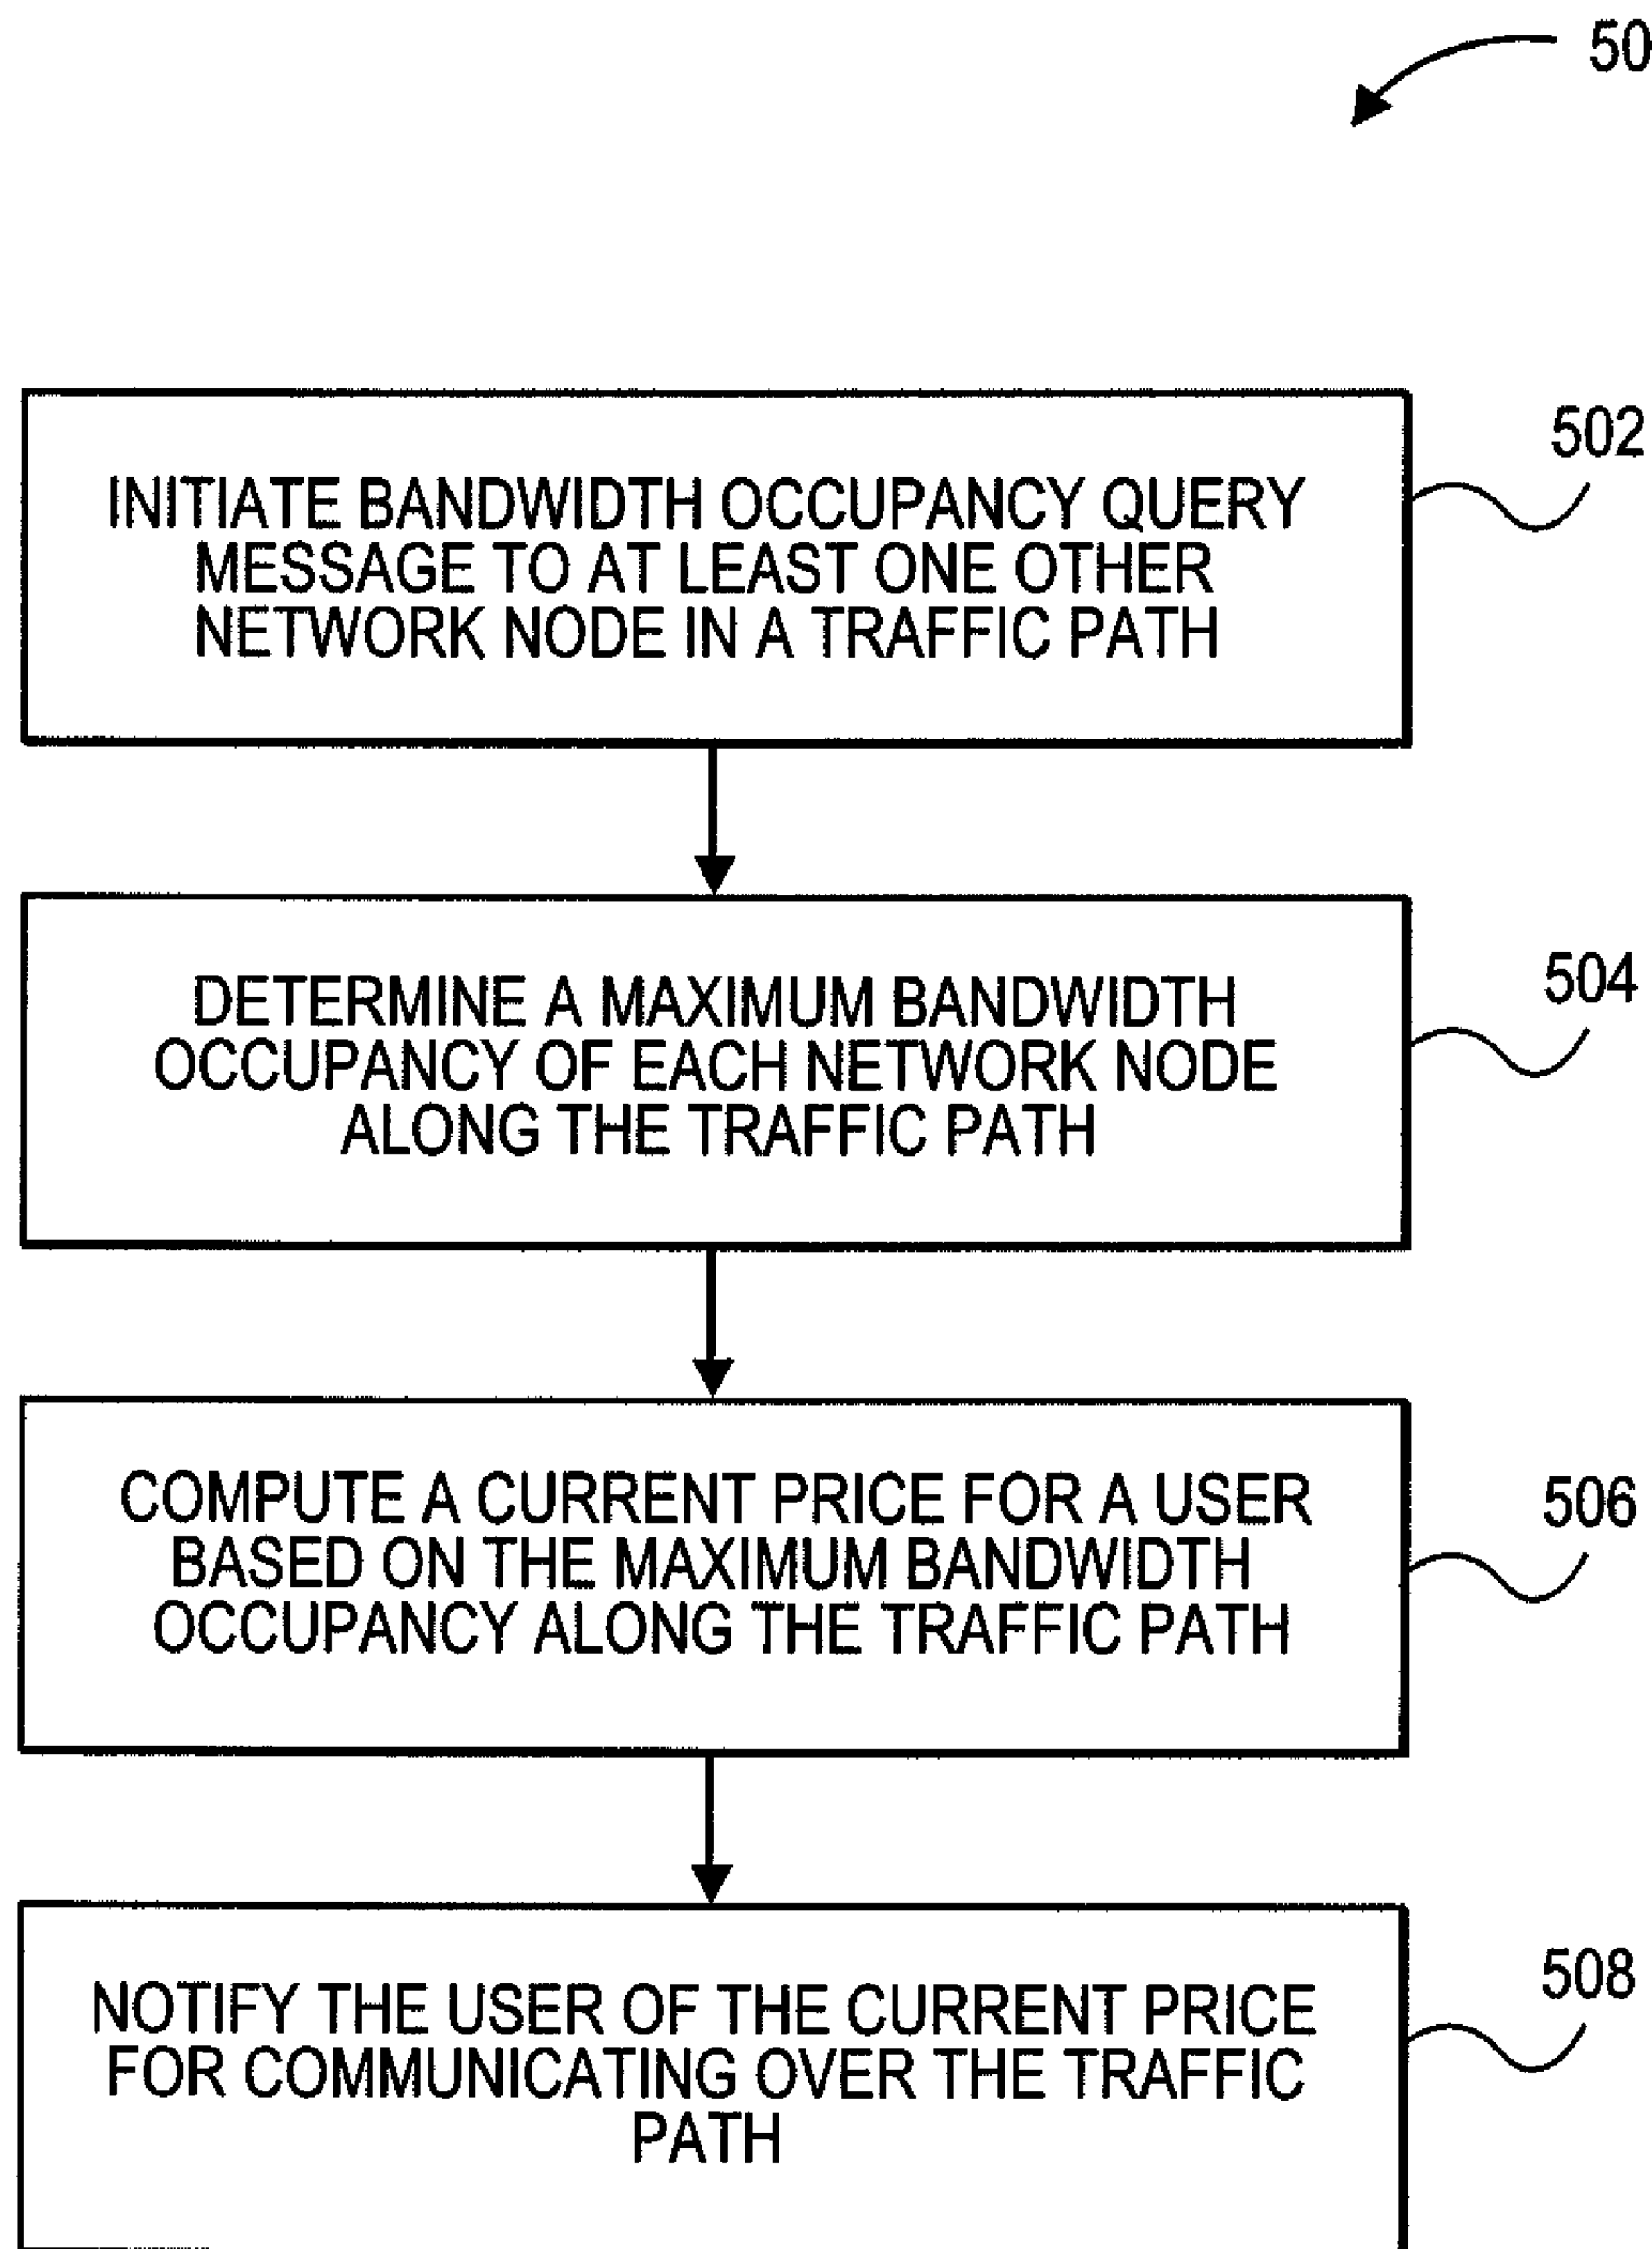 50
INITIATE BANDWIDTH OCCUPANCY QUERY
MESSAGE TO AT LEAST ONE OTHER
NETWORK NODE IN A TRAFFIC PATH
502
DETERMINE A MAXIMUM BANDWIDTH
OCCUPANCY OF EACH NETWORK NODE
ALONG THE TRAFFIC PATH
504
COMPUTE A CURRENT PRICE FOR A USER
BASED ON THE MAXIMUM BANDWIDTH
OCCUPANCY ALONG THE TRAFFIC PATH
506
NOTIFY THE USER OF THE CURRENT PRICE
FOR COMMUNICATING OVER THE TRAFFIC
PATH
508